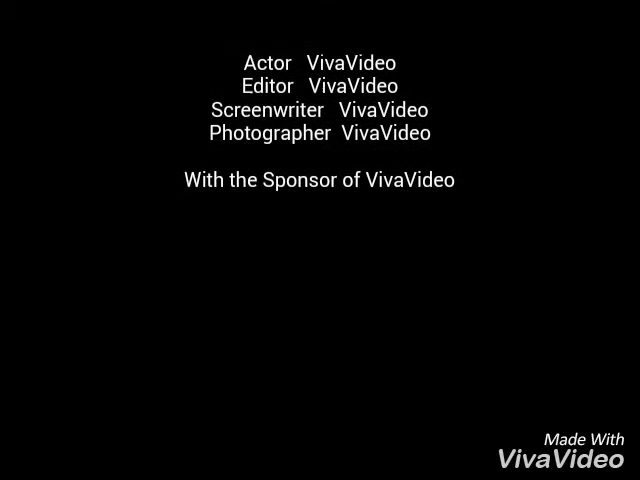 Actor VivaVideo
Editor VivaVideo
Screenwriter VivaVideo
Photographer VivaVideo
With the Sponsor of VivaVideo
Made With
VivaVideo